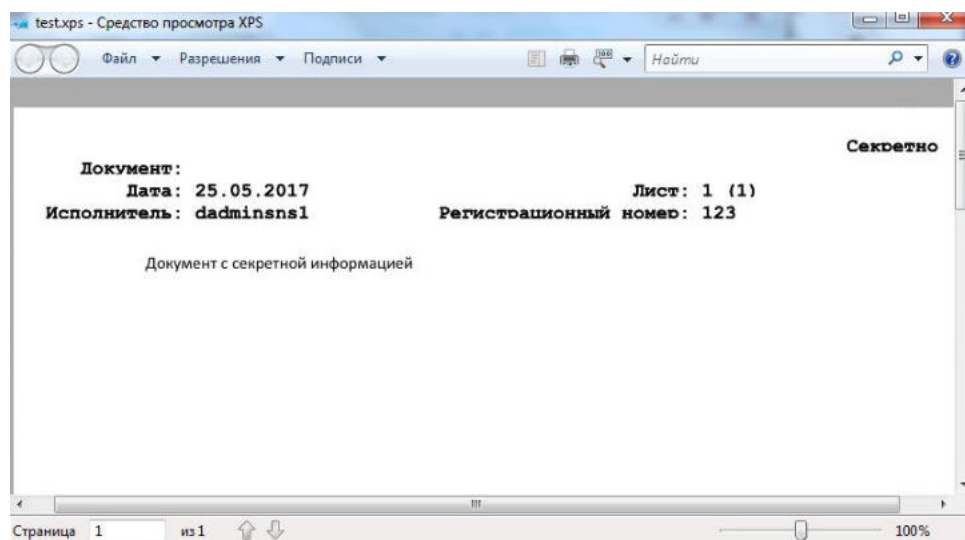 test.xps - Средство просмотра XPS
Файл Разрешения Подписи Найти
Секретно
Документ:
Дата: 25.05.2017 Лист: 1 (1)
Исполнитель: dadminsns1 Регистрационный номер: 123
Документ с секретной информацией
Страница 1 из 1 100%